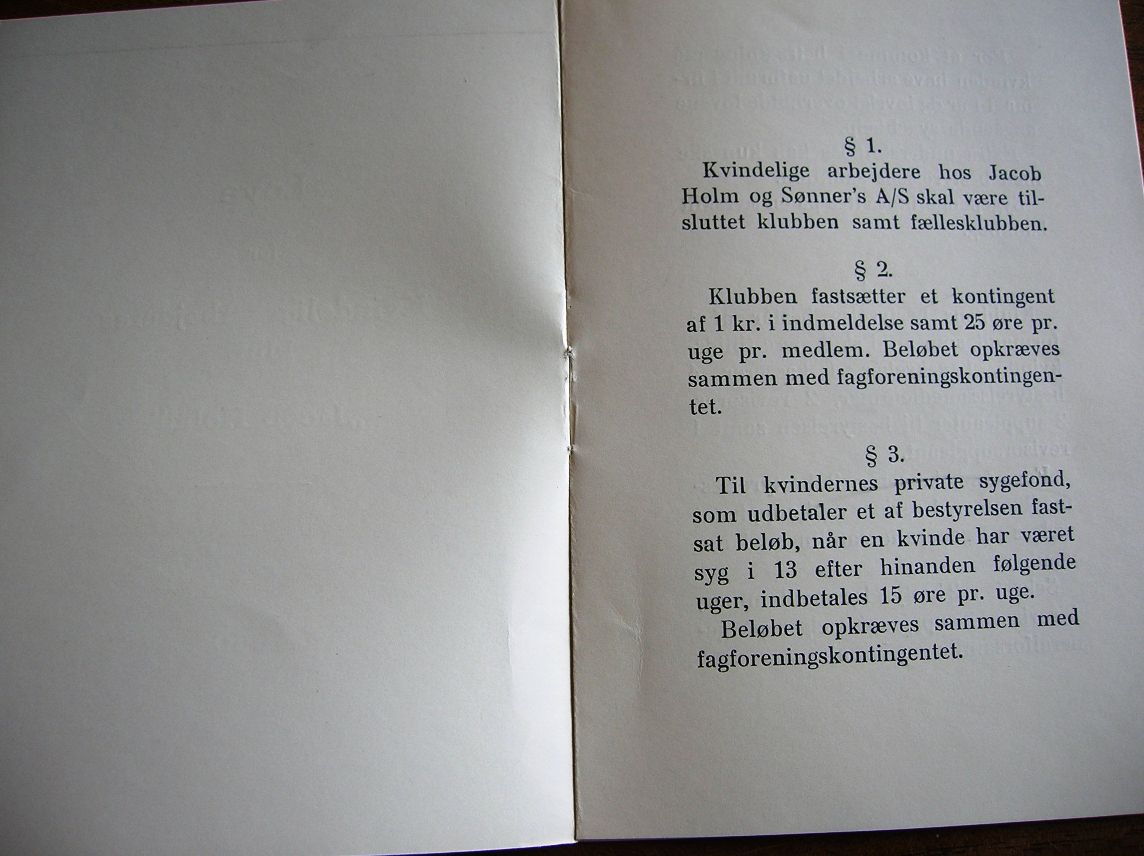 § 1.
Kvindelige arbejdere hos Jacob
Holm og Sønner's A/S skal være til-
sluttet klubben samt fællesklubben.
§ 2.
Klubben fastsætter et kontingent
af 1 kr. i indmeldelse samt 25 øre pr.
uge pr. medlem. Beløbet opkræves
sammen med fagforeningskontingen-
tet.
§ 3.
Til kvindernes private sygefond,
som udbetaler et af bestyrelsen fast-
sat beløb, når en kvinde har været
syg i 13 efter hinanden følgende
uger, indbetales 15 øre pr. uge.
Beløbet opkræves sammen med
fagforeningskontingentet.